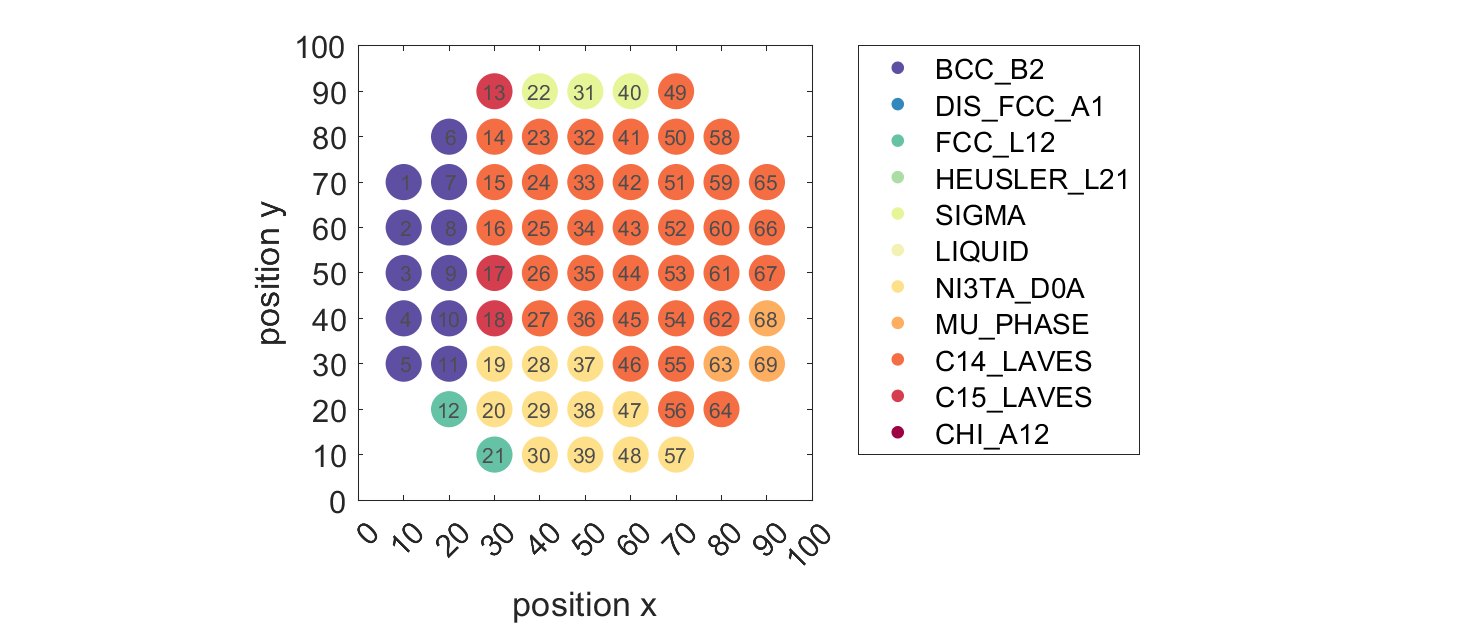 100
90
80
70
60
50
40
30
20
10
0
position y
13 22 31 40 49
6 14 23 32 41 50 58
1 7 15 24 33 42 51 59 65
2 8 16 25 34 43 52 60 66
3 9 17 26 35 44 53 61 67
4 10 18 27 36 45 54 62 68
5 11 19 28 37 46 55 63 69
12 20 29 38 47 56 64
21 30 39 48 57
0 10 20 30 40 50 60 70 80 90 100
position x
BCC_B2
DIS_FCC_A1
FCC_L12
HEUSLER_L21
SIGMA
LIQUID
NI3TA_D0A
MU_PHASE
C14_LAVES
C15_LAVES
CHI_A12